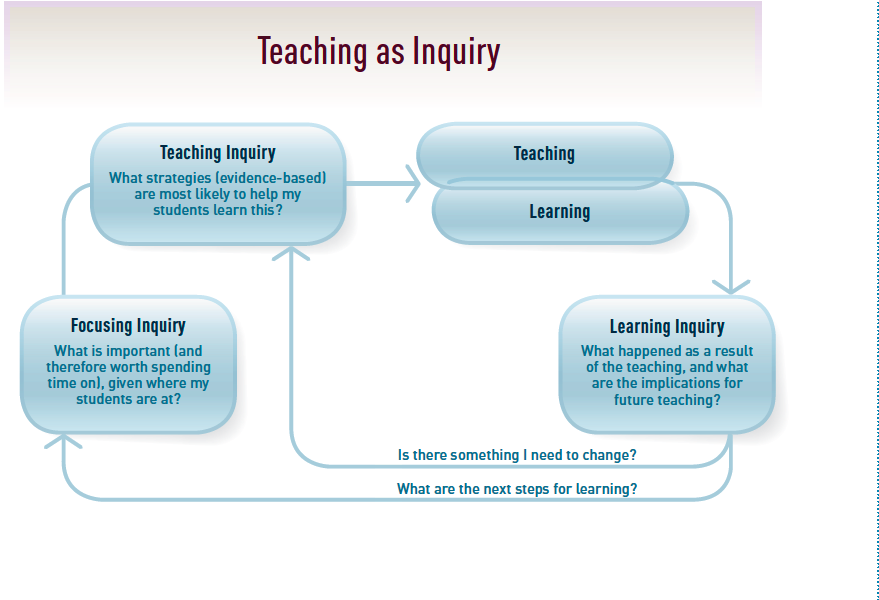 Teaching as Inquiry
Teaching Inquiry
What strategies (evidence-based)
are most likely to help my
students learn this?
Teaching
Learning
Focusing Inquiry
What is important (and
therefore worth spending
time on), given where my
students are at?
Learning Inquiry
What happened as a result
of the teaching, and what
are the implications for
future teaching?
Is there something I need to change?
What are the next steps for learning?